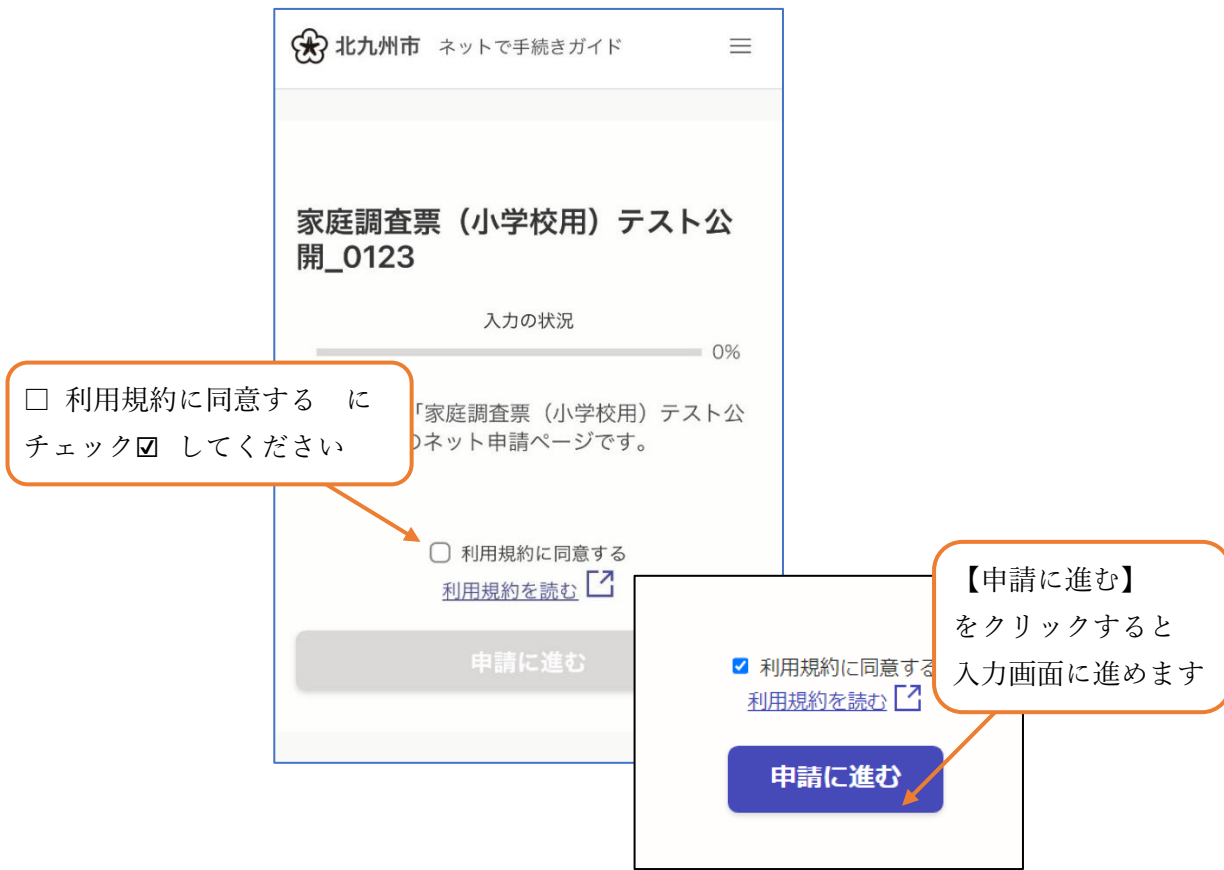 北九州市 ネットで手続きガイド
家庭調査票（小学校用）テスト公
開_0123
入力の状況
0%
□ 利用規約に同意する に
チェック☑ してください
「家庭調査票（小学校用）テスト公
のネット申請ページです。
利用規約に同意する
利用規約を読む
申請に進む
【申請に進む】
をクリックすると
入力画面に進めます
利用規約に同意する
利用規約を読む
申請に進む